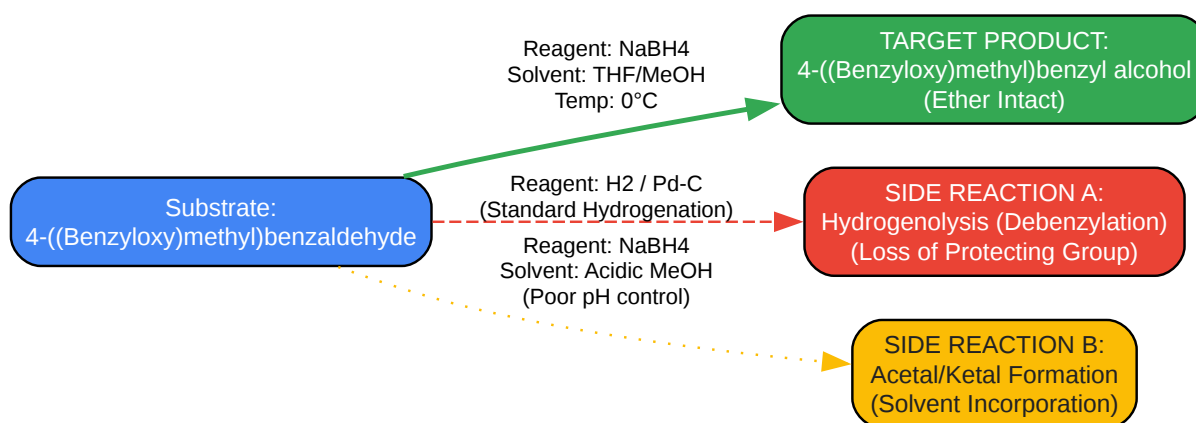 Reagent: NaBH4
Solvent: THF/MeOH
Temp: 0°C
TARGET PRODUCT:
4-((Benzyloxy)methyl)benzyl alcohol
(Ether Intact)
Substrate:
4-((Benzyloxy)methyl)benzaldehyde
Reagent: H2 / Pd-C
(Standard Hydrogenation)
SIDE REACTION A:
Hydrogenolysis (Debenzylation)
(Loss of Protecting Group)
Reagent: NaBH4
Solvent: Acidic MeOH
(Poor pH control)
SIDE REACTION B:
Acetal/Ketal Formation
(Solvent Incorporation)